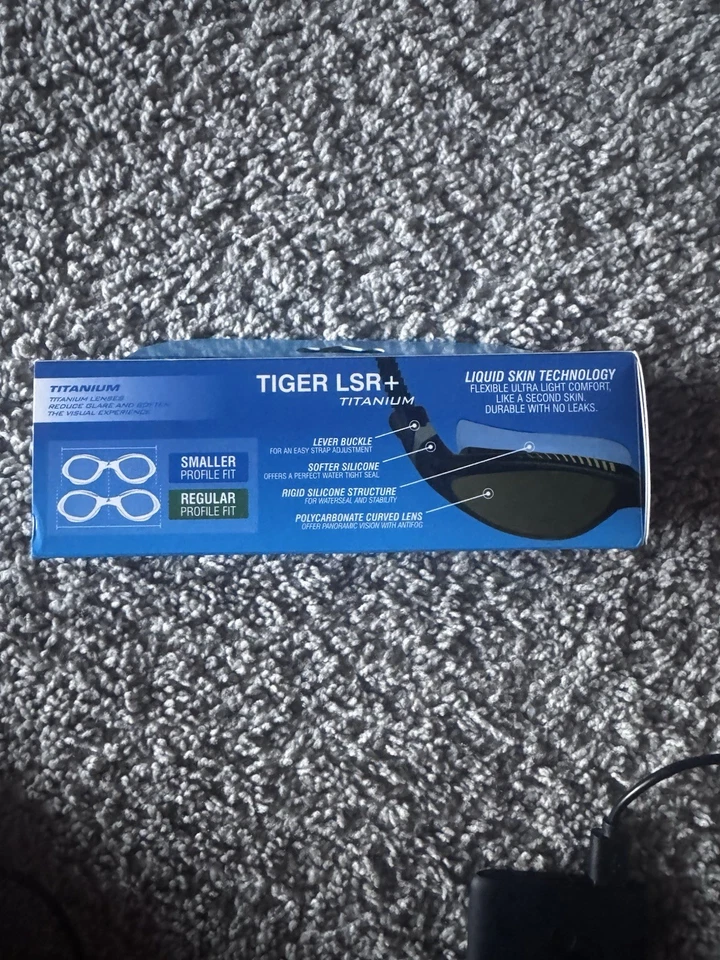 TITANIUM
TITANIUM LENSES
REDUCE GLARE AND SOFTEN
THE VISUAL EXPERIENCE.
SMALLER
PROFILE FIT
REGULAR
PROFILE FIT
TIGER LSR+
TITANIUM
LEVER BUCKLE
FOR AN EASY STRAP ADJUSTMENT
SOFTER SILICONE
OFFERS A PERFECT WATER TIGHT SEAL
RIGID SILICONE STRUCTURE
FOR WATERSEAL AND STABILITY
POLYCARBONATE CURVED LENS
OFFER PANORAMIC VISION WITH ANTIFOG
LIQUID SKIN TECHNOLOGY
FLEXIBLE ULTRA LIGHT COMFORT,
LIKE A SECOND SKIN.
DURABLE WITH NO LEAKS.